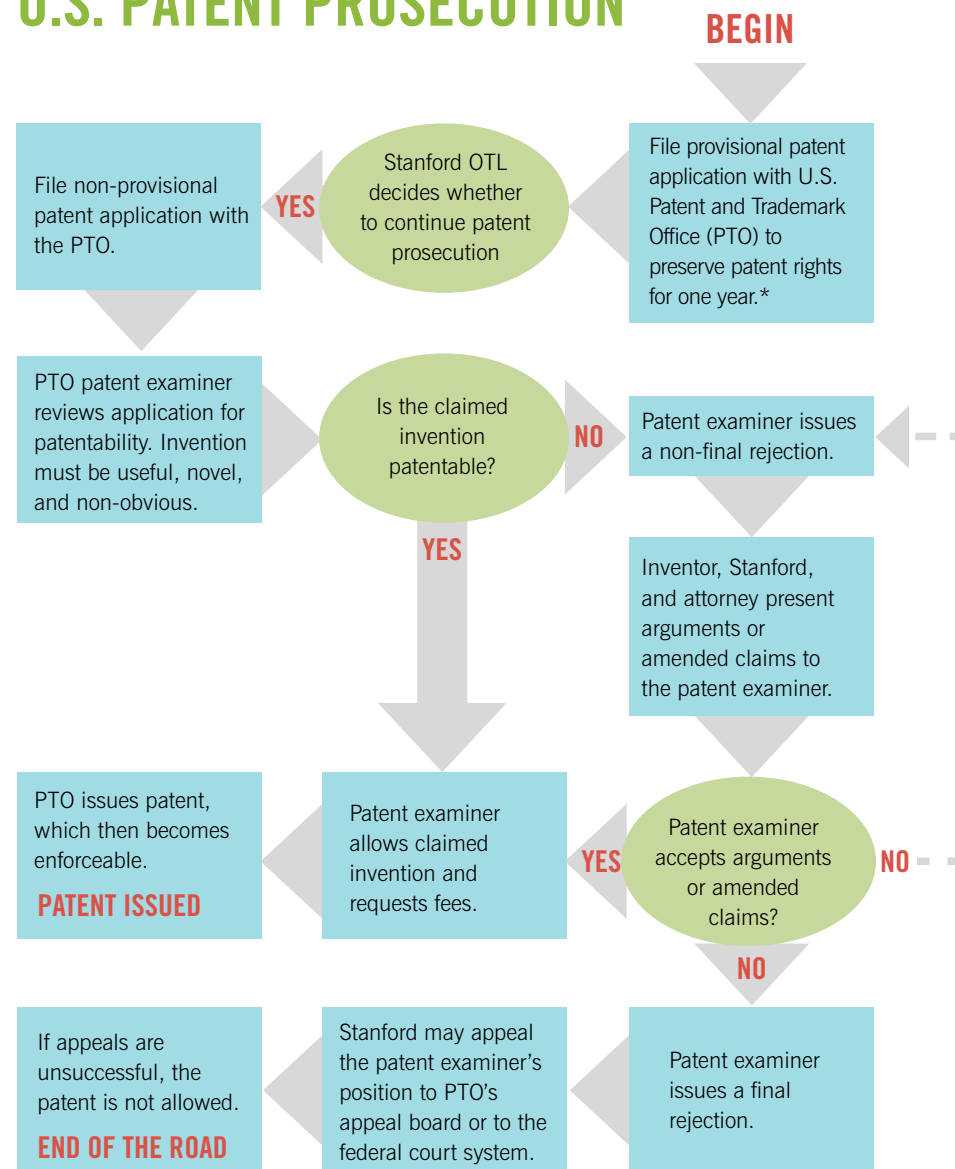 U.S. PATENT PROSECUTION
BEGIN
File provisional patent
application with U.S.
Patent and Trademark
Office (PTO) to
preserve patent rights
for one year.*
Stanford OTL
decides whether
to continue patent
prosecution
YES
File non-provisional
patent application with
the PTO.
PTO patent examiner
reviews application for
patentability. Invention
must be useful, novel,
and non-obvious.
Is the claimed
invention
patentable?
NO
Patent examiner issues
a non-final rejection.
YES
Inventor, Stanford,
and attorney present
arguments or
amended claims to
the patent examiner.
Patent examiner
accepts arguments
or amended
claims?
NO
YES
Patent examiner
allows claimed
invention and
requests fees.
PTO issues patent,
which then becomes
enforceable.
PATENT ISSUED
NO
Patent examiner
issues a final
rejection.
Stanford may appeal
the patent examiner’s
position to PTO’s
appeal board or to the
federal court system.
If appeals are
unsuccessful, the
patent is not allowed.
END OF THE ROAD